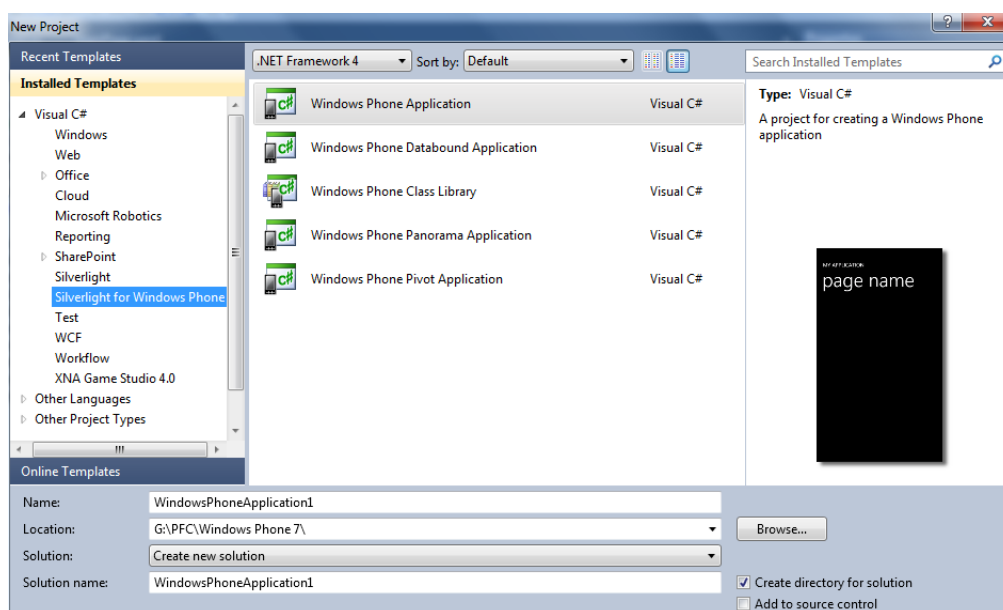 New Project
Recent Templates
Installed Templates
Visual C#
Windows
Web
Office
Cloud
Microsoft Robotics
Reporting
SharePoint
Silverlight
Silverlight for Windows Phone
Test
WCF
Workflow
XNA Game Studio 4.0
Other Languages
Other Project Types
Online Templates
.NET Framework 4 Sort by: Default
Windows Phone Application Visual C#
Windows Phone Databound Application Visual C#
Windows Phone Class Library Visual C#
Windows Phone Panorama Application Visual C#
Windows Phone Pivot Application Visual C#
Search Installed Templates
Type: Visual C#
A project for creating a Windows Phone
application
MY APPLICATION
page name
Name: WindowsPhoneApplication1
Location: G:\PFC\Windows Phone 7\ Browse...
Solution: Create new solution
Solution name: WindowsPhoneApplication1
Create directory for solution
Add to source control